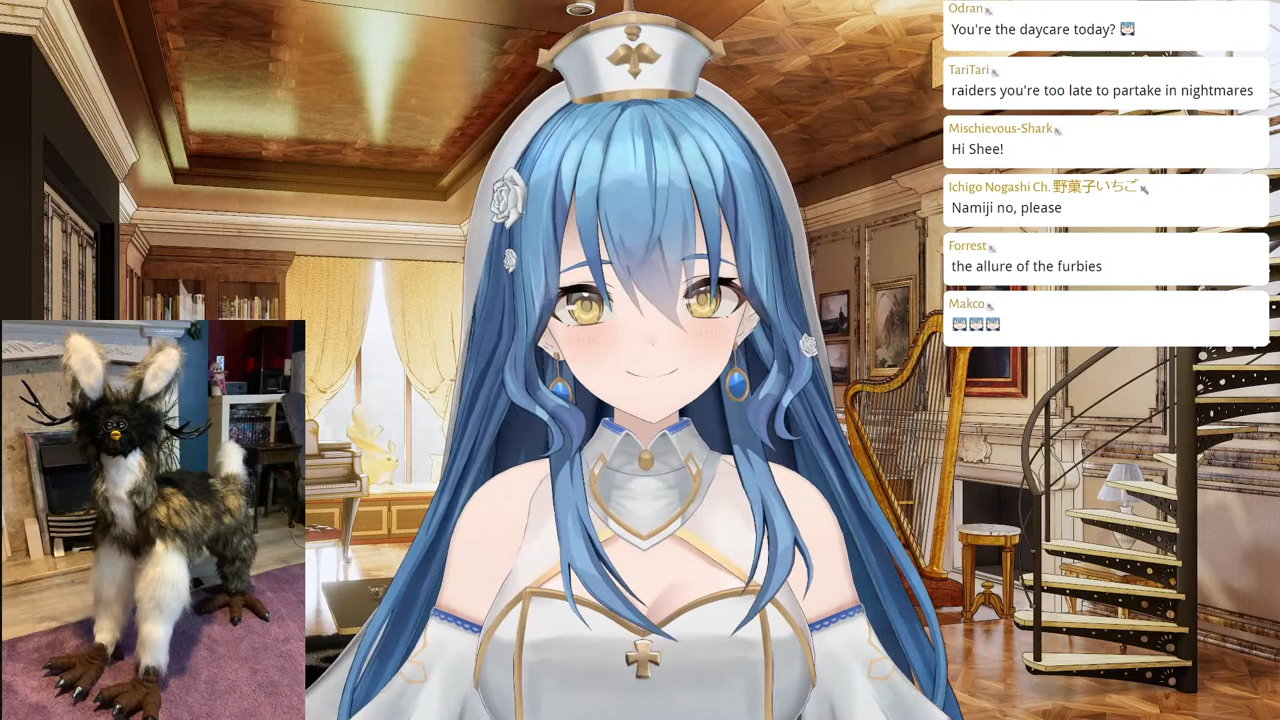 Odran
You're the daycare today?
TariTari
raiders you're too late to partake in nightmares
Mischievous-Shark
Hi Shee!
Ichigo Nogashi Ch. 野菓子いちご
Namiji no, please
Forrest
the allure of the furbies
Makco